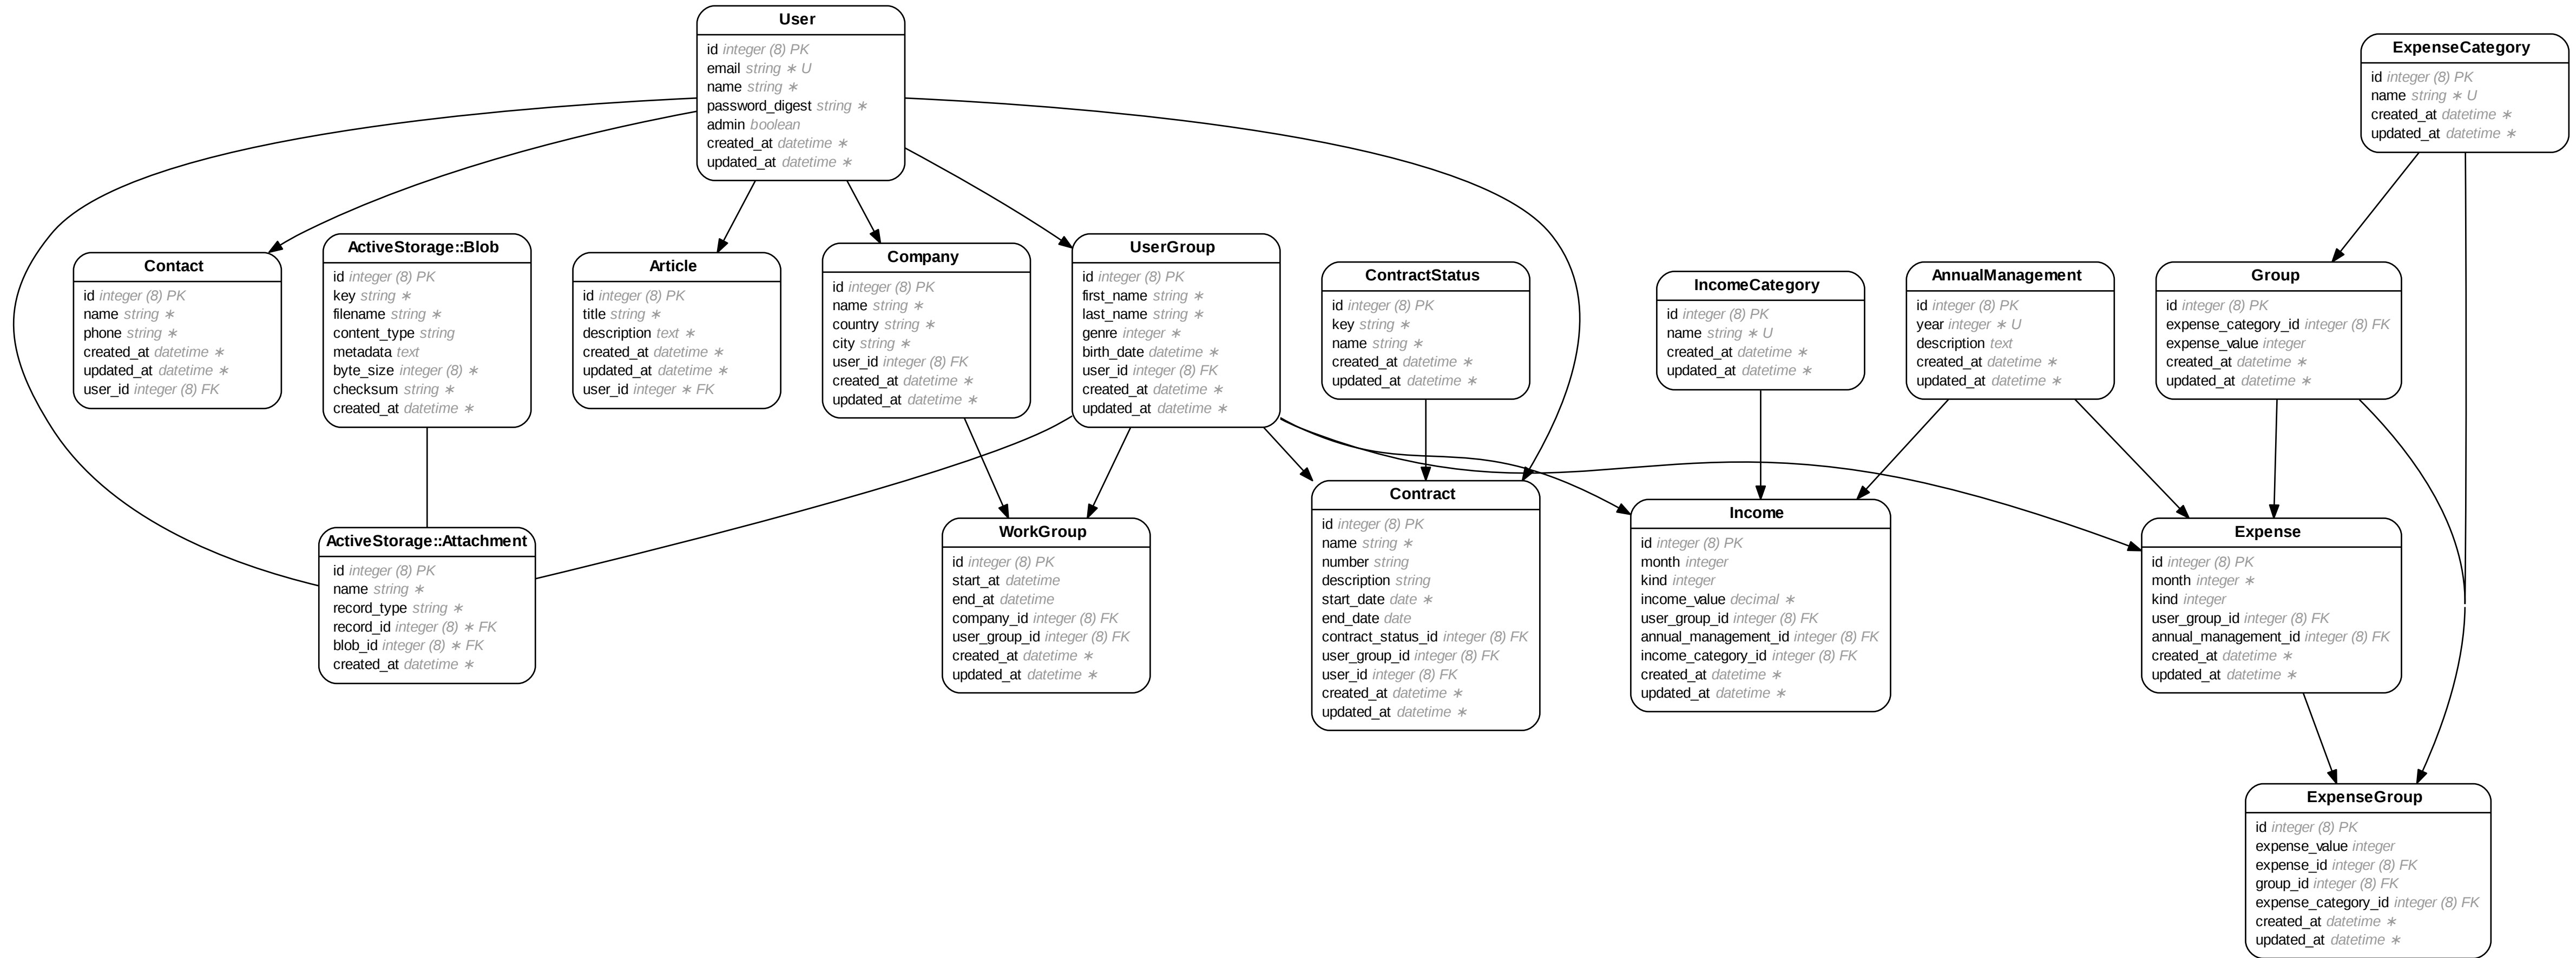 User
id integer (8) PK
email string ∗ U
name string ∗
password_digest string ∗
admin boolean
created_at datetime ∗
updated_at datetime ∗
ExpenseCategory
id integer (8) PK
name string ∗ U
created_at datetime ∗
updated_at datetime ∗
Contact
id integer (8) PK
name string ∗
phone string ∗
created_at datetime ∗
updated_at datetime ∗
user_id integer (8) FK
ActiveStorage::Blob
id integer (8) PK
key string ∗
filename string ∗
content_type string
metadata text
byte_size integer (8) ∗
checksum string ∗
created_at datetime ∗
Article
id integer (8) PK
title string ∗
description text ∗
created_at datetime ∗
updated_at datetime ∗
user_id integer ∗ FK
Company
id integer (8) PK
name string ∗
country string ∗
city string ∗
user_id integer (8) FK
created_at datetime ∗
updated_at datetime ∗
UserGroup
id integer (8) PK
first_name string ∗
last_name string ∗
genre integer ∗
birth_date datetime ∗
user_id integer (8) FK
created_at datetime ∗
updated_at datetime ∗
ContractStatus
id integer (8) PK
key string ∗
name string ∗
created_at datetime ∗
updated_at datetime ∗
IncomeCategory
id integer (8) PK
name string ∗ U
created_at datetime ∗
updated_at datetime ∗
AnnualManagement
id integer (8) PK
year integer ∗ U
description text
created_at datetime ∗
updated_at datetime ∗
Group
id integer (8) PK
expense_category_id integer (8) FK
expense_value integer
created_at datetime ∗
updated_at datetime ∗
ActiveStorage::Attachment
id integer (8) PK
name string ∗
record_type string ∗
record_id integer (8) ∗ FK
blob_id integer (8) ∗ FK
created_at datetime ∗
WorkGroup
id integer (8) PK
start_at datetime
end_at datetime
company_id integer (8) FK
user_group_id integer (8) FK
created_at datetime ∗
updated_at datetime ∗
Contract
id integer (8) PK
name string ∗
number string
description string
start_date date ∗
end_date date
contract_status_id integer (8) FK
user_group_id integer (8) FK
user_id integer (8) FK
created_at datetime ∗
updated_at datetime ∗
Income
id integer (8) PK
month integer
kind integer
income_value decimal ∗
user_group_id integer (8) FK
annual_management_id integer (8) FK
income_category_id integer (8) FK
created_at datetime ∗
updated_at datetime ∗
Expense
id integer (8) PK
month integer ∗
kind integer
user_group_id integer (8) FK
annual_management_id integer (8) FK
created_at datetime ∗
updated_at datetime ∗
ExpenseGroup
id integer (8) PK
expense_value integer
expense_id integer (8) FK
group_id integer (8) FK
expense_category_id integer (8) FK
created_at datetime ∗
updated_at datetime ∗